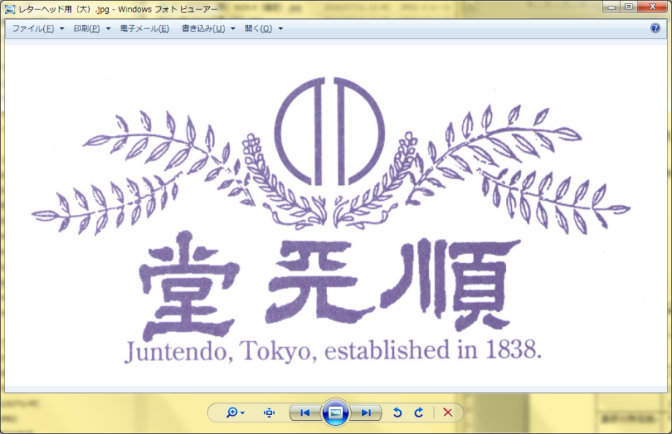 レターヘッド用（大）.jpg - Windows フォト ビューアー
ファイル(F) 印刷(P) 電子メール(E) 書き込み(U) 開く(O)
堂天順
Juntendo, Tokyo, established in 1838.